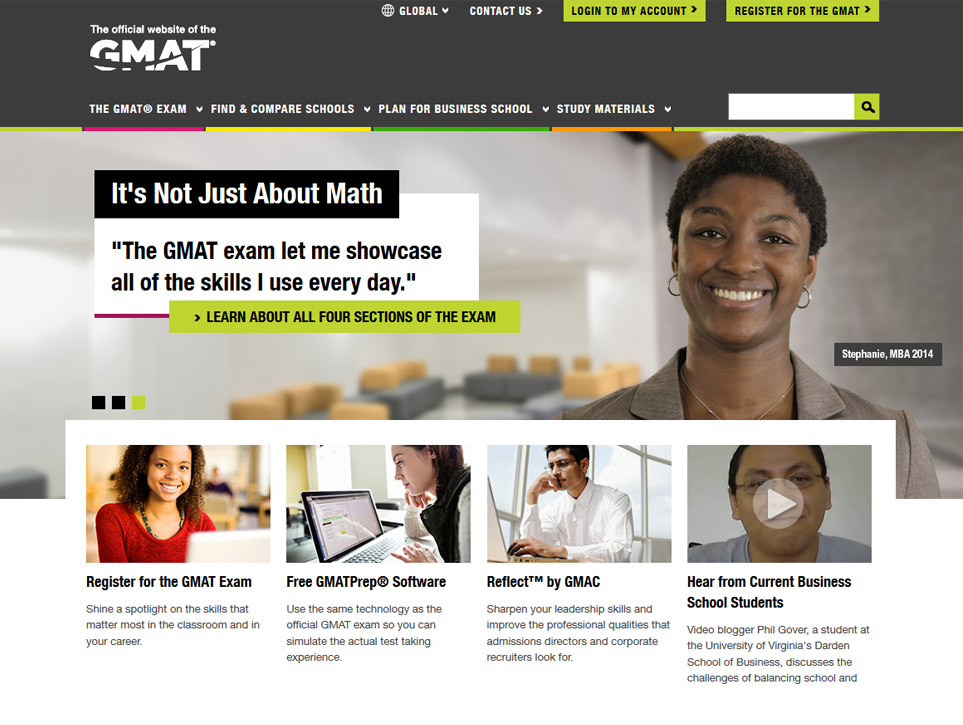 GLOBAL
CONTACT US
LOGIN TO MY ACCOUNT
REGISTER FOR THE GMAT
The official website of the
GMAT®
THE GMAT® EXAM
FIND & COMPARE SCHOOLS
PLAN FOR BUSINESS SCHOOL
STUDY MATERIALS
It's Not Just About Math
"The GMAT exam let me showcase
all of the skills I use every day."
LEARN ABOUT ALL FOUR SECTIONS OF THE EXAM
Stephanie, MBA 2014
Register for the GMAT Exam
Shine a spotlight on the skills that
matter most in the classroom and in
your career.
Free GMATPrep® Software
Use the same technology as the
official GMAT exam so you can
simulate the actual test taking
experience.
Reflect™ by GMAC
Sharpen your leadership skills and
improve the professional qualities that
admissions directors and corporate
recruiters look for.
Hear from Current Business
School Students
Video blogger Phil Gover, a student at
the University of Virginia's Darden
School of Business, discusses the
challenges of balancing school and